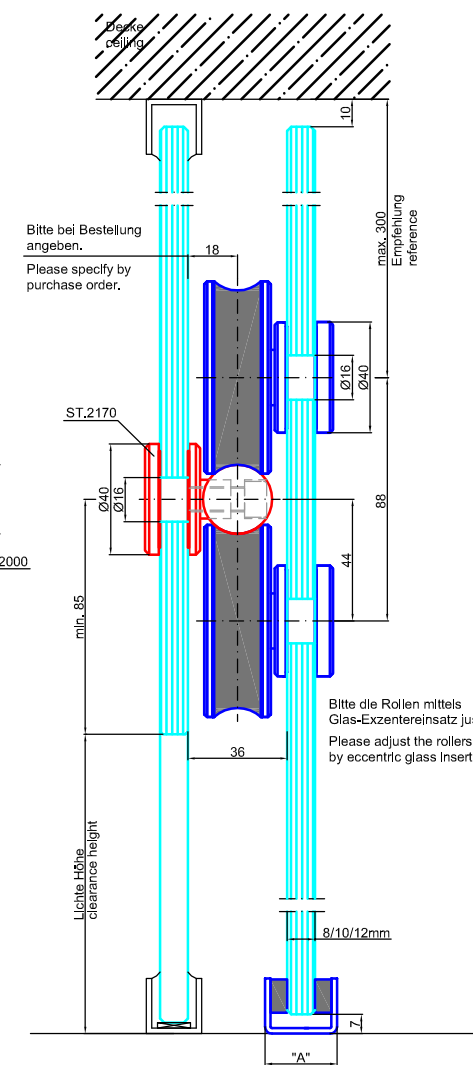 Decke
ceiling
10
max. 300
Empfehlung
reference
Bitte bei Bestellung
angeben.
Please specify by
purchase order.
18
Ø16
Ø40
ST.2170
Ø40
Ø16
88
44
2000
min. 85
Bitte die Rollen mittels
Glas-Exzentereinsatz jus
Please adjust the rollers
by eccentric glass insert
36
Lichte Höhe
clearance height
8/10/12mm
7
"A"